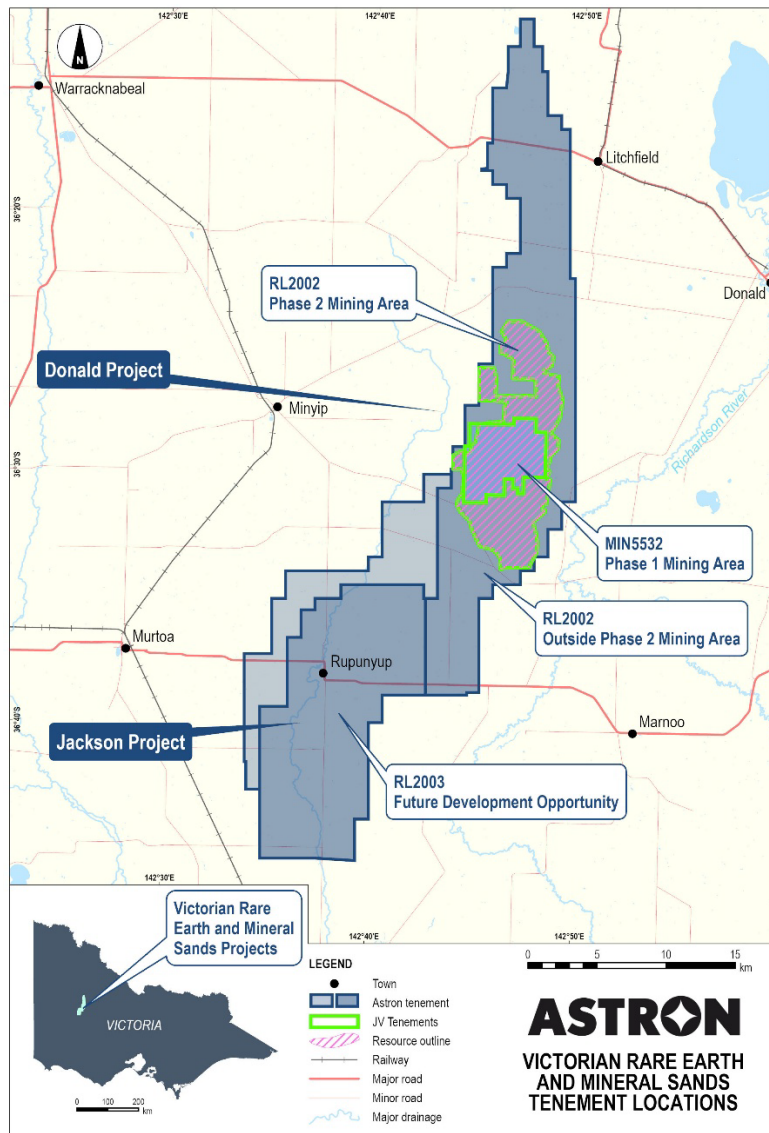 142°30'E
142°40'E
142°50'E
N
Warracknabeal
Litchfield
36°20'S
RL2002
Phase 2 Mining Area
Donald
Donald Project
Minyip
Richardson River
36°30'S
MIN5532
Phase 1 Mining Area
RL2002
Outside Phase 2 Mining Area
Murtoa
Rupunyup
36°40'S
Marnoo
Jackson Project
RL2003
Future Development Opportunity
142°30'E
142°40'E
142°50'E
Victorian Rare
Earth and Mineral
Sands Projects
VICTORIA
0 100 200
km
LEGEND
Town
Astron tenement
JV Tenements
Resource outline
Railway
Major road
Minor road
Major drainage
0 5 10 15
km
ASTRON
VICTORIAN RARE EARTH
AND MINERAL SANDS
TENEMENT LOCATIONS